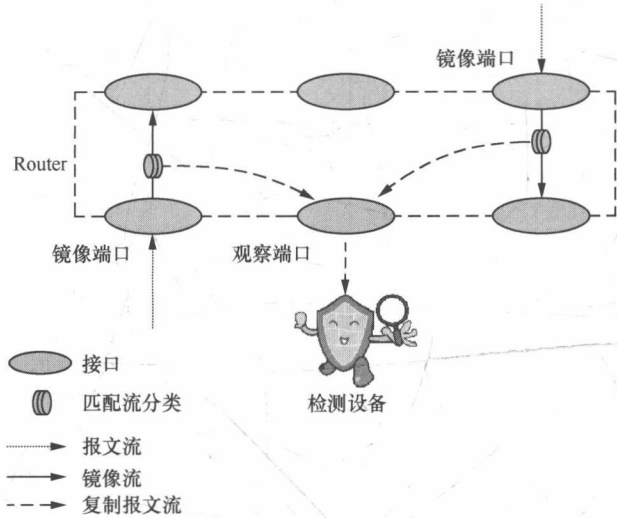 镜像端口
Router
镜像端口
观察端口
接口
匹配流分类
检测设备
报文流
镜像流
复制报文流